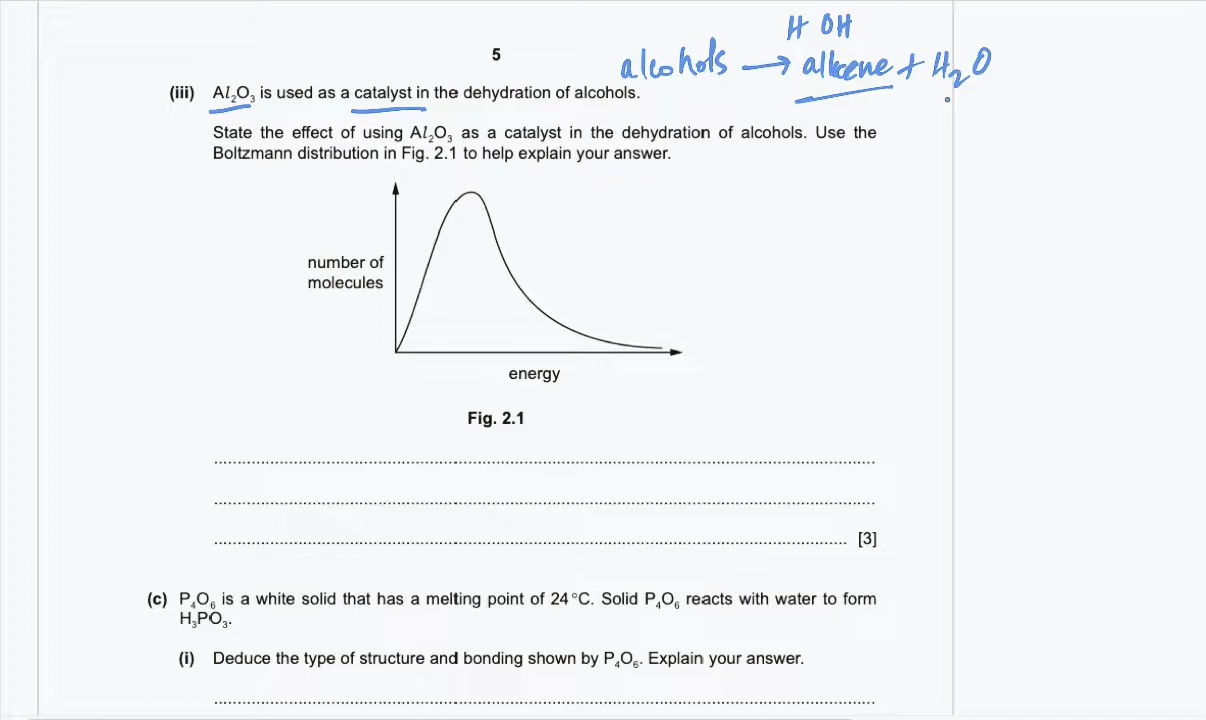 H OH
5
alcohols → alkene + H₂O
(iii) Al₂O₃ is used as a catalyst in the dehydration of alcohols.
State the effect of using Al₂O₃ as a catalyst in the dehydration of alcohols. Use the
Boltzmann distribution in Fig. 2.1 to help explain your answer.
number of
molecules
energy
Fig. 2.1
[3]
(c) P₄O₆ is a white solid that has a melting point of 24 °C. Solid P₄O₆ reacts with water to form
H₃PO₃.
(i) Deduce the type of structure and bonding shown by P₄O₆. Explain your answer.